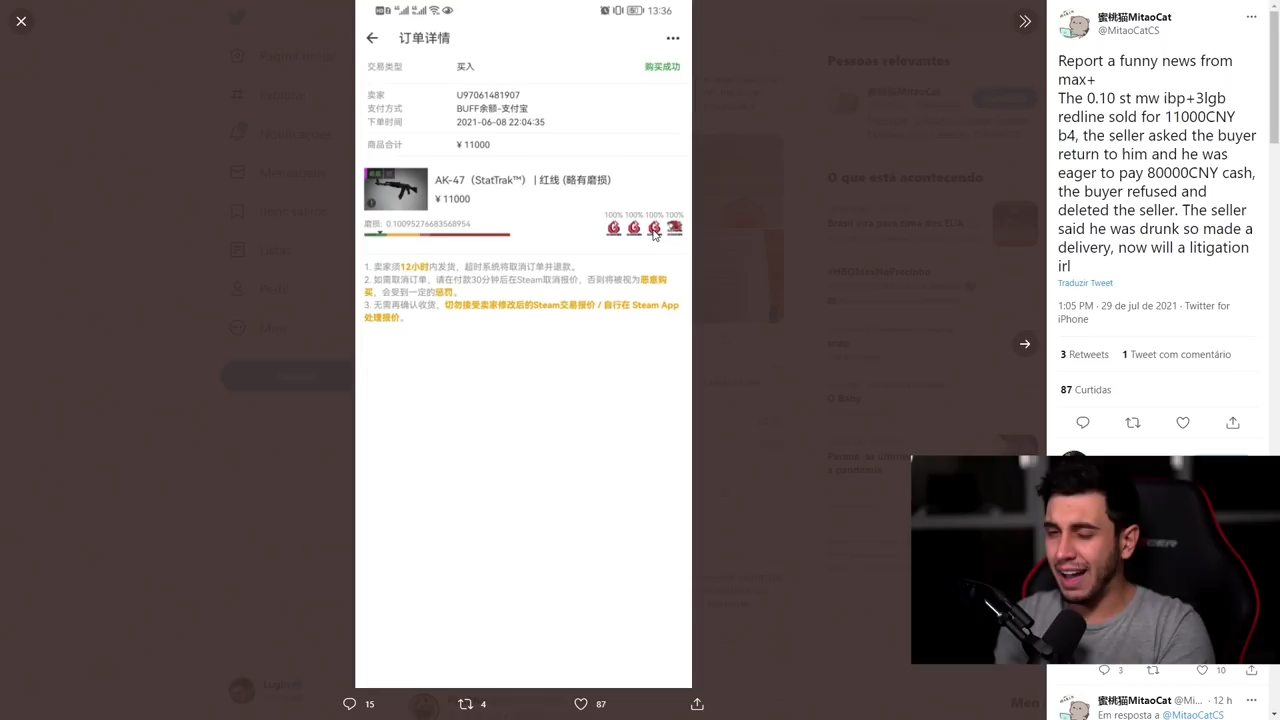 13:36
订单详情
交易类型 买入 购买成功
卖家 U97061481907
支付方式 BUFF余额-支付宝
下单时间 2021-06-08 22:04:35
商品合计 ¥ 11000
AK-47（StatTrak™） | 红线 (略有磨损)
¥ 11000
100% 100% 100% 100%
磨损: 0.10095276683568954
1. 卖家须12小时内发货，超时系统将取消订单并退款。
2. 如需取消订单，请在付款30分钟后在Steam取消报价，否则将被视为恶意购
买，会受到一定的惩罚。
3. 无需再确认收货，切勿接受卖家修改后的Steam交易报价 / 自行在 Steam App
处理报价。
15 4 87
蜜桃猫MitaoCat
@MitaoCatCS
Report a funny news from
max+
The 0.10 st mw ibp+3lgb
redline sold for 11000CNY
b4, the seller asked the buyer
return to him and he was
eager to pay 80000CNY cash,
the buyer refused and
deleted the seller. The seller
said he was drunk so made a
delivery, now will a litigation
irl
Traduzir Tweet
1:05 PM · 29 de jul de 2021 · Twitter for
iPhone
3 Retweets 1 Tweet com comentário
87 Curtidas
3 10
蜜桃猫MitaoCat @Mi... · 12 h
Em resposta a @MitaoCatCS
Pessoas relevantes
O que está acontecendo